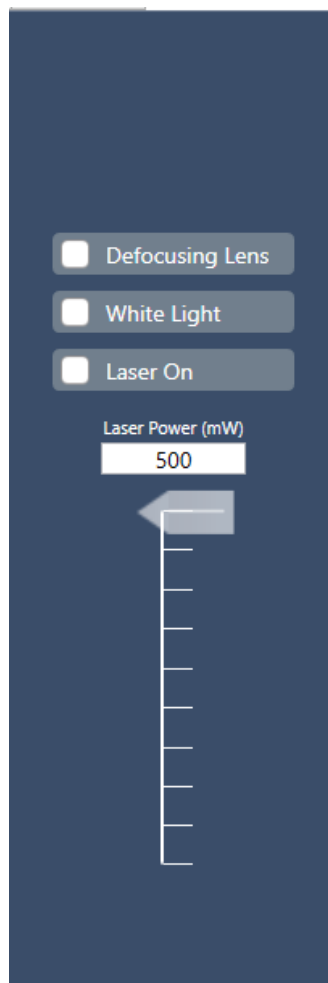 Defocusing Lens
White Light
Laser On
Laser Power (mW)
500